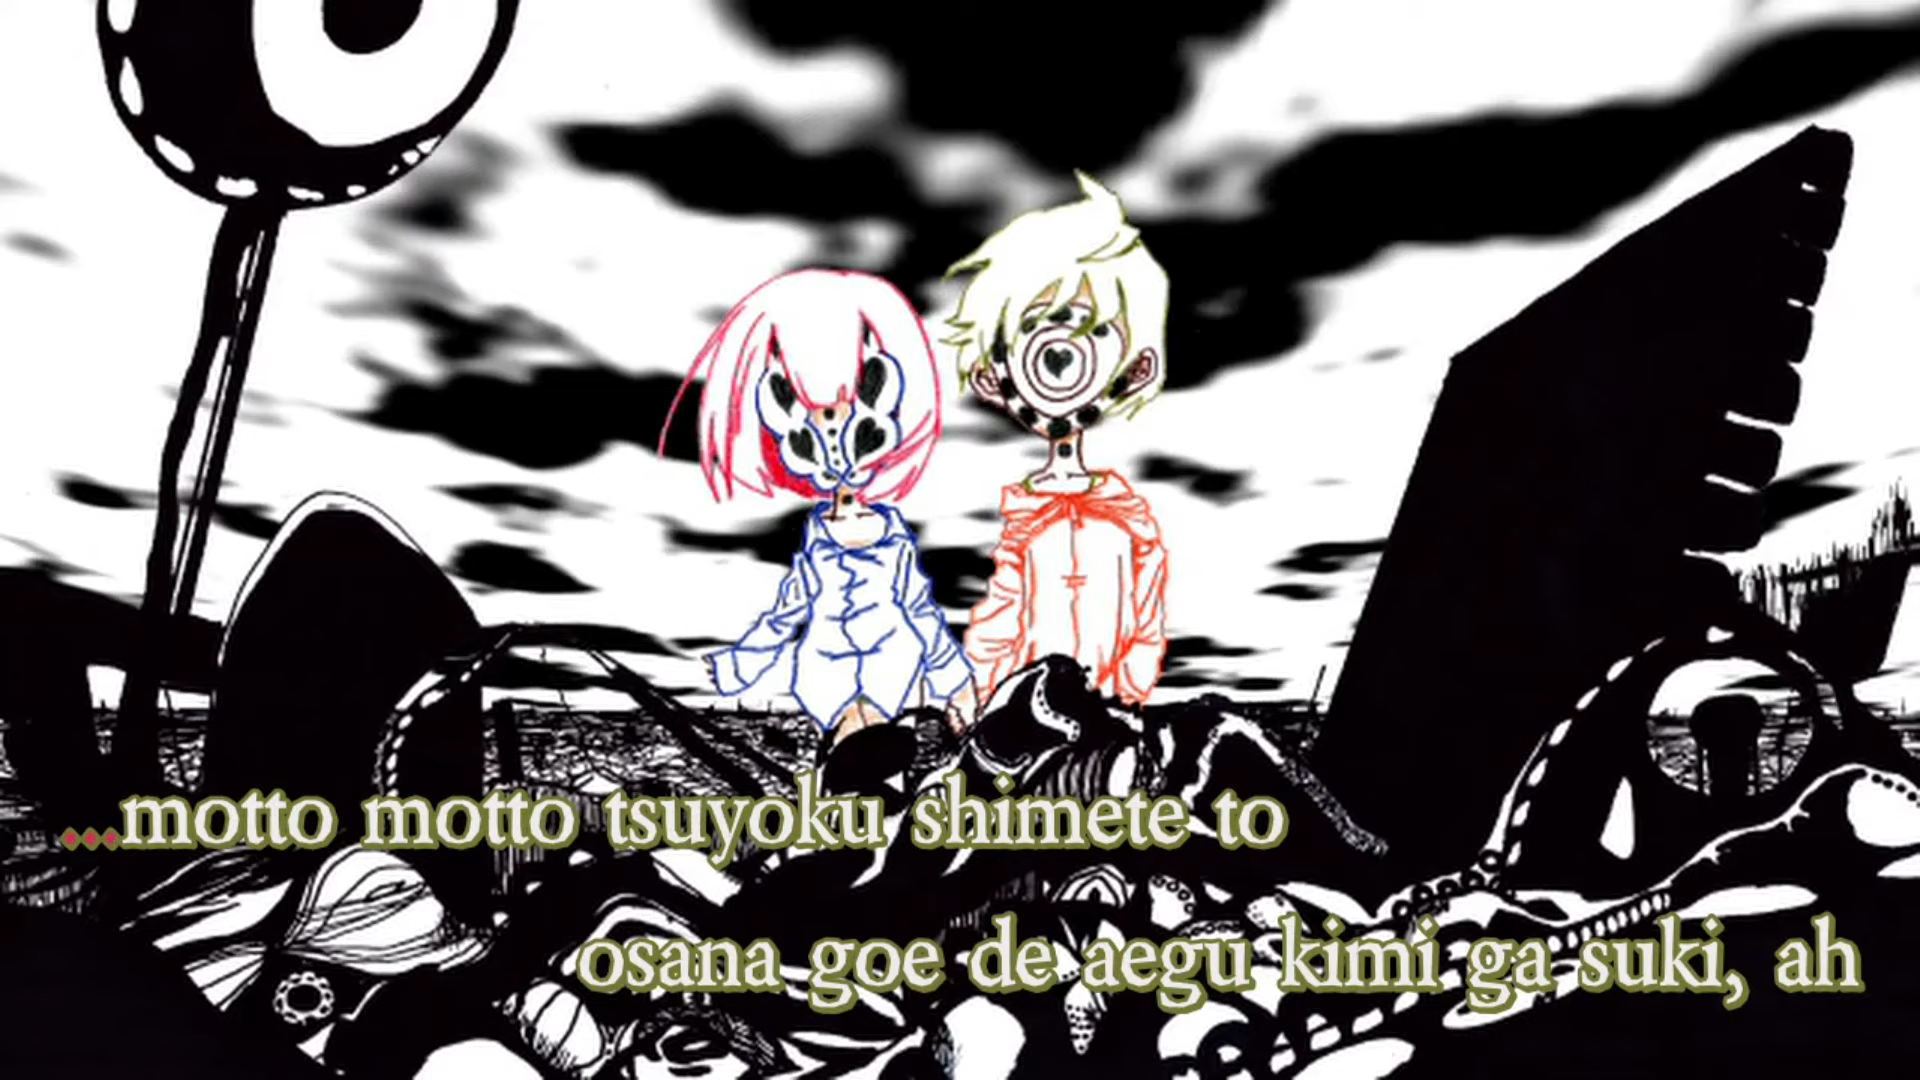 ...motto motto tsuyoku shimete to
osana goe de aegu kimi ga suki, ah